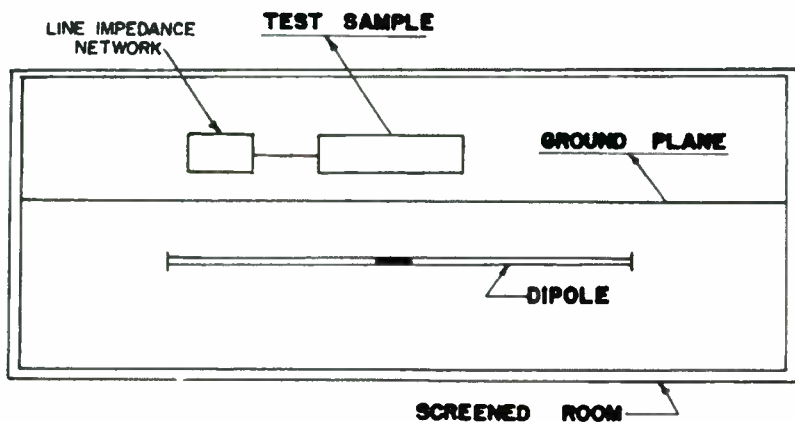 LINE IMPEDANCE
NETWORK
TEST SAMPLE
GROUND PLANE
DIPOLE
SCREENED ROOM